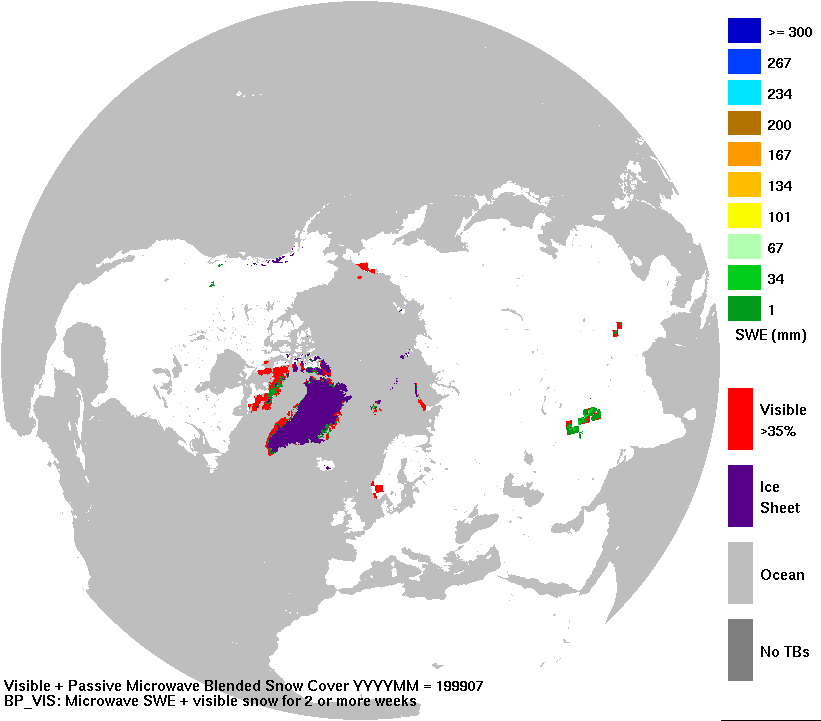 >= 300
267
234
200
167
134
101
67
34
1
SWE (mm)
Visible
>35%
Ice
Sheet
Ocean
No TBs
Visible + Passive Microwave Blended Snow Cover YYYYMM = 199907
BP_VIS: Microwave SWE + visible snow for 2 or more weeks